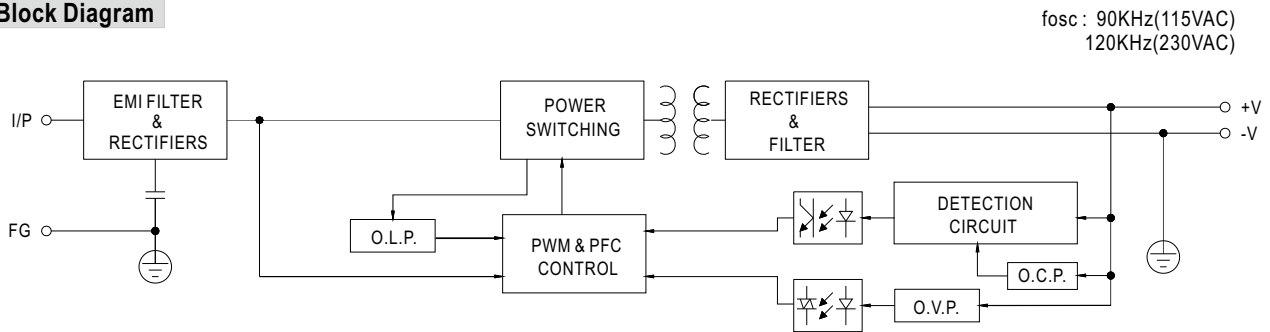 Block Diagram
fosc : 90KHz(115VAC)
120KHz(230VAC)
I/P
EMI FILTER
&
RECTIFIERS
POWER
SWITCHING
RECTIFIERS
&
FILTER
+V
-V
FG
O.L.P.
PWM & PFC
CONTROL
DETECTION
CIRCUIT
O.C.P.
O.V.P.